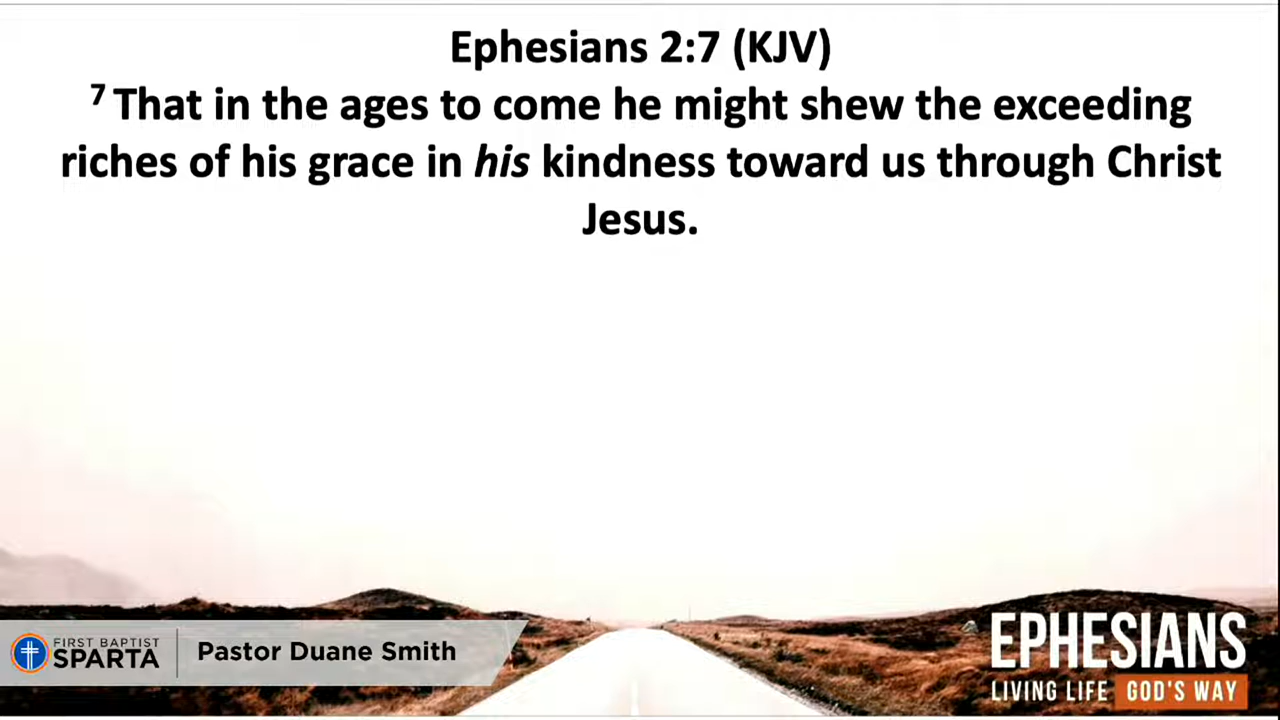 Ephesians 2:7 (KJV)
7 That in the ages to come he might shew the exceeding
riches of his grace in his kindness toward us through Christ
Jesus.
FIRST BAPTIST
SPARTA
Pastor Duane Smith
EPHESIANS
LIVING LIFE GOD'S WAY